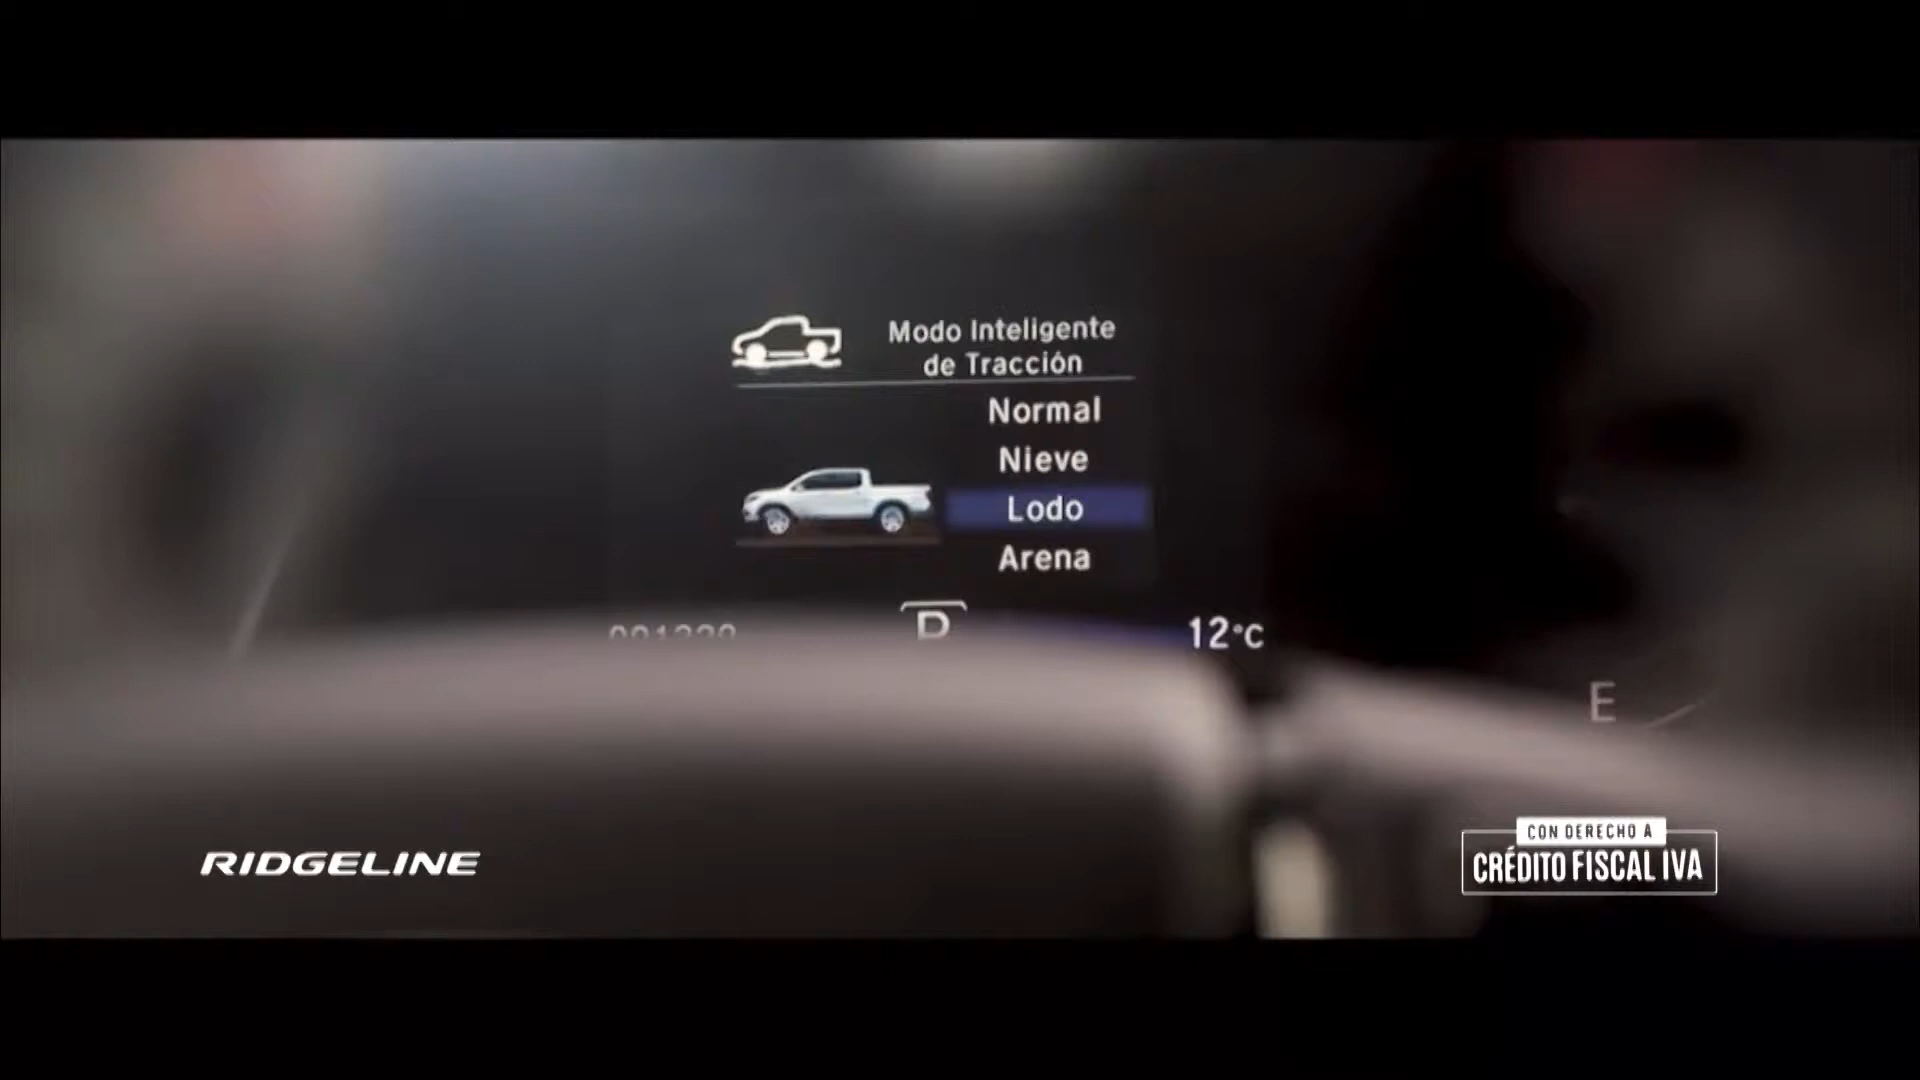 Modo Inteligente
de Tracción
Normal
Nieve
Lodo
Arena
12°C
E
RIDGELINE
CON DERECHO A
CRÉDITO FISCAL IVA